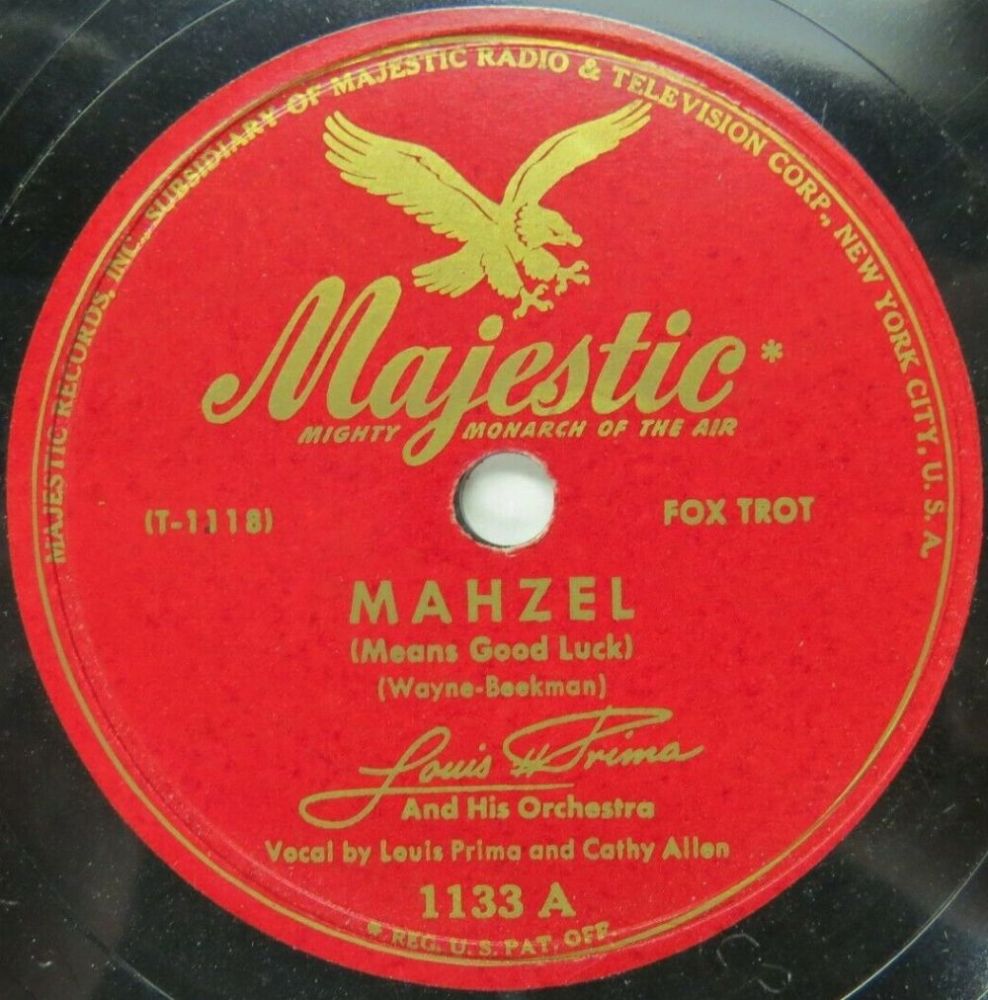 MAJESTIC RECORDS, INC., SUBSIDIARY OF MAJESTIC RADIO & TELEVISION CORP., NEW YORK CITY, U. S. A.
Majestic*
MIGHTY MONARCH OF THE AIR
(T-1118)
FOX TROT
MAHZEL
(Means Good Luck)
(Wayne-Beekman)
Louis Prima
And His Orchestra
Vocal by Louis Prima and Cathy Allen
1133 A
* REG. U. S. PAT. OFF.